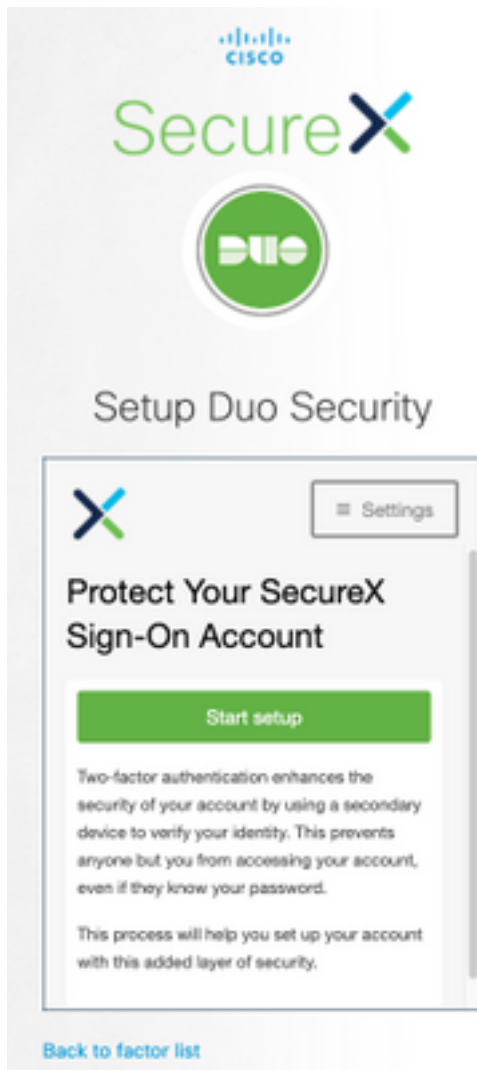 CISCO
SecureX
DUO
Setup Duo Security
Settings
Protect Your SecureX
Sign-On Account
Start setup
Two-factor authentication enhances the
security of your account by using a secondary
device to verify your identity. This prevents
anyone but you from accessing your account,
even if they know your password.
This process will help you set up your account
with this added layer of security.
Back to factor list